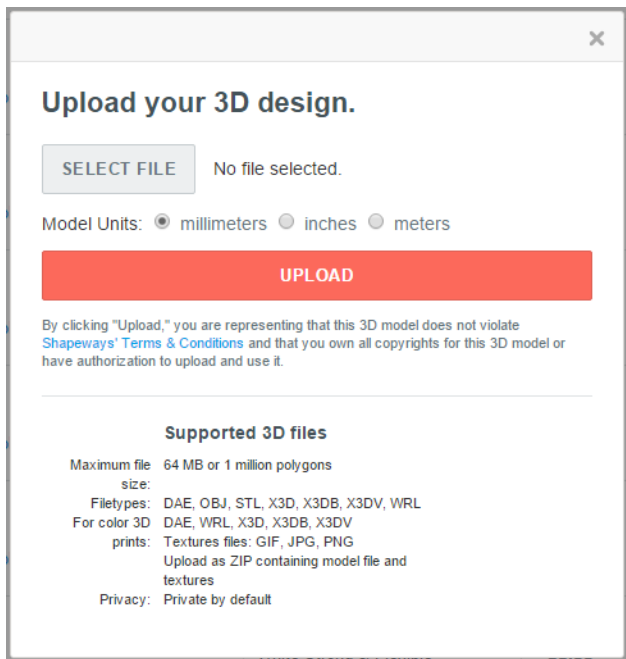 ×
Upload your 3D design.
SELECT FILE No file selected.
Model Units: millimeters inches meters
UPLOAD
By clicking "Upload," you are representing that this 3D model does not violate
Shapeways' Terms & Conditions and that you own all copyrights for this 3D model or
have authorization to upload and use it.
Supported 3D files
Maximum file size: 64 MB or 1 million polygons
Filetypes: DAE, OBJ, STL, X3D, X3DB, X3DV, WRL
For color 3D prints: DAE, WRL, X3D, X3DB, X3DV
Textures files: GIF, JPG, PNG
Upload as ZIP containing model file and
textures
Privacy: Private by default